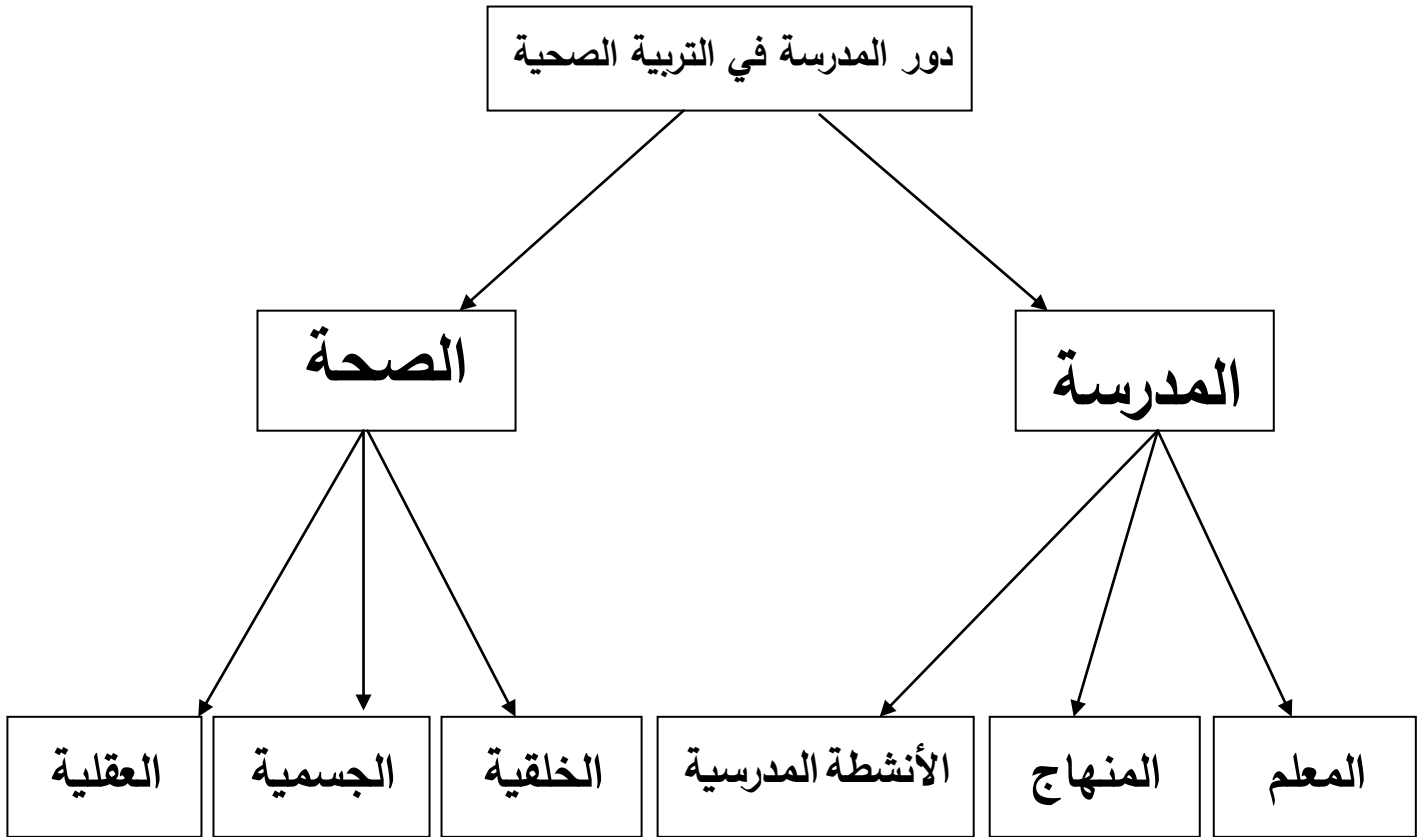 دور المدرسة في التربية الصحية
المدرسة
الصحة
المعلم
المنهاج
الأنشطة المدرسية
الخلقية
الجسمية
العقلية